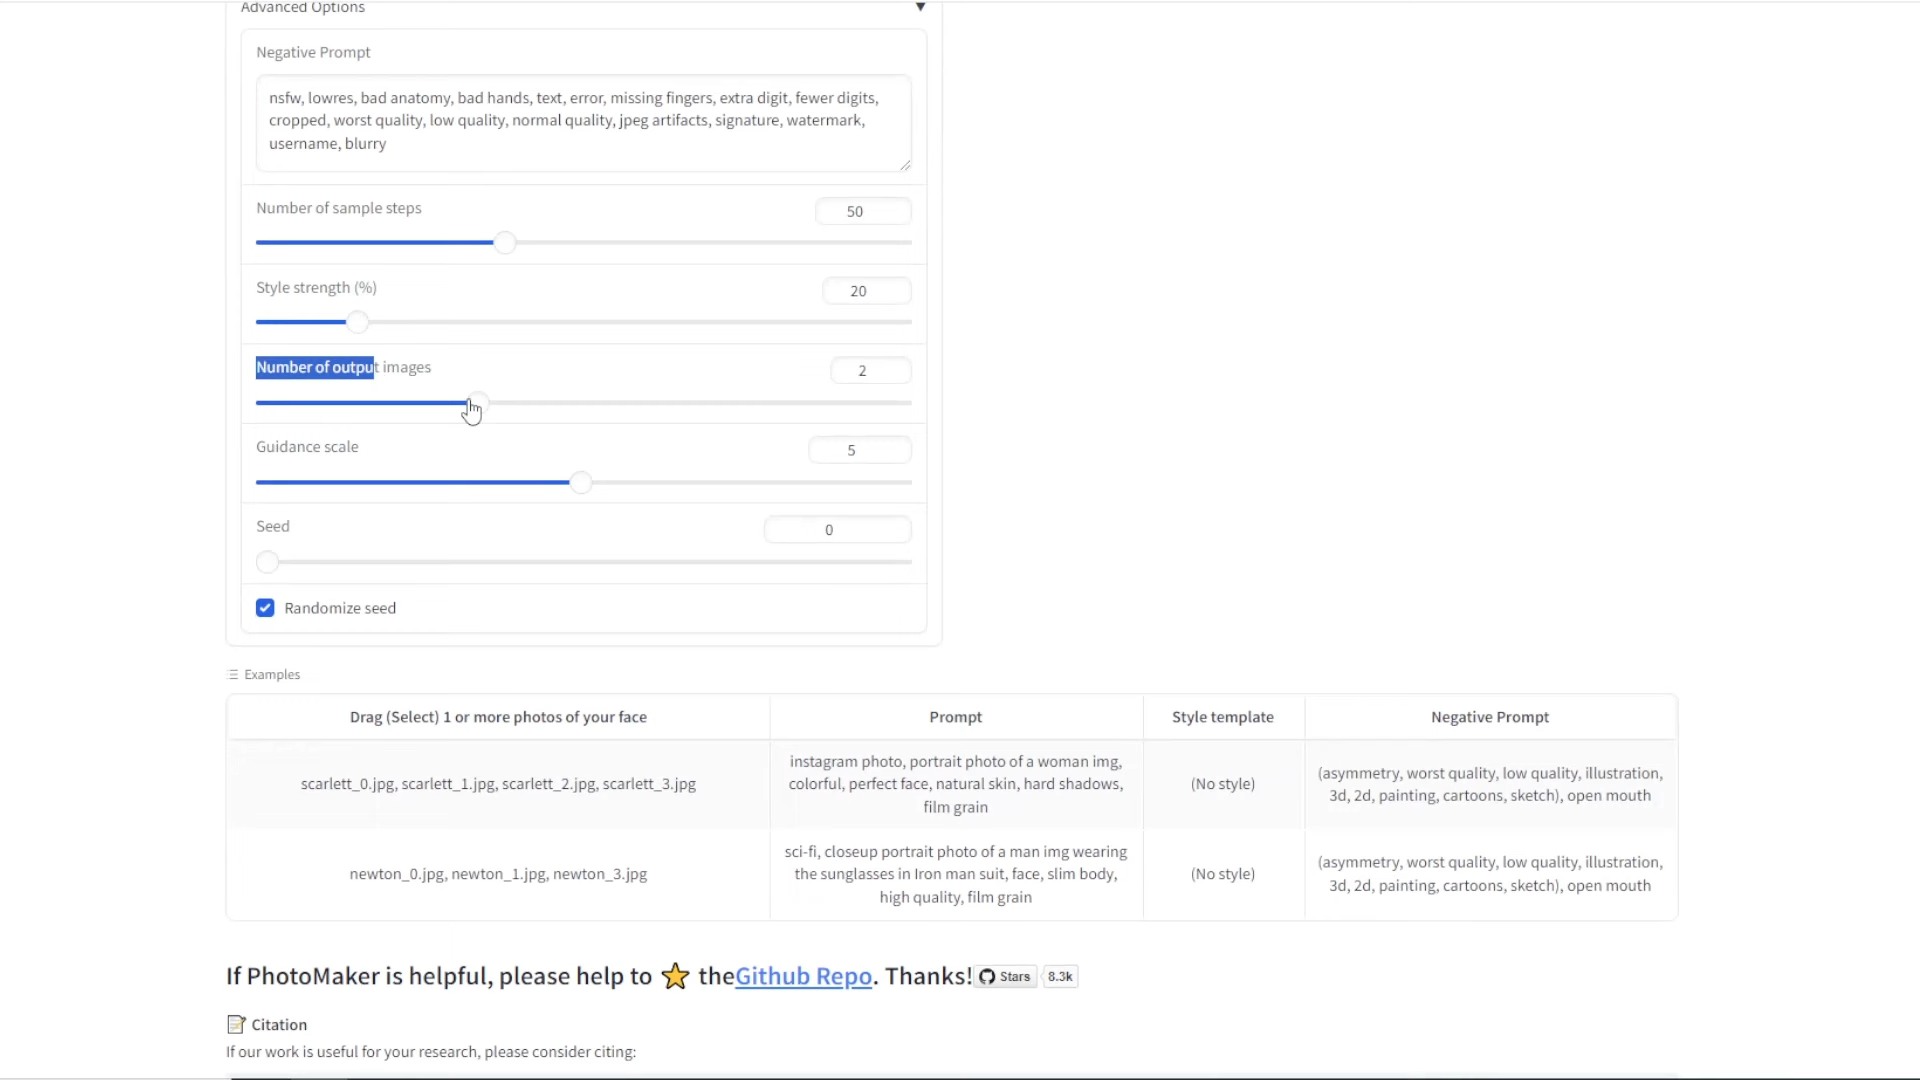 Advanced Options ▼
Negative Prompt
nsfw, lowres, bad anatomy, bad hands, text, error, missing fingers, extra digit, fewer digits,
cropped, worst quality, low quality, normal quality, jpeg artifacts, signature, watermark,
username, blurry
Number of sample steps
50
Style strength (%)
20
Number of output images
2
Guidance scale
5
Seed
0
Randomize seed
Examples
Drag (Select) 1 or more photos of your face
Prompt
Style template
Negative Prompt
scarlett_0.jpg, scarlett_1.jpg, scarlett_2.jpg, scarlett_3.jpg
instagram photo, portrait photo of a woman img,
colorful, perfect face, natural skin, hard shadows,
film grain
(No style)
(asymmetry, worst quality, low quality, illustration,
3d, 2d, painting, cartoons, sketch), open mouth
newton_0.jpg, newton_1.jpg, newton_3.jpg
sci-fi, closeup portrait photo of a man img wearing
the sunglasses in Iron man suit, face, slim body,
high quality, film grain
(No style)
(asymmetry, worst quality, low quality, illustration,
3d, 2d, painting, cartoons, sketch), open mouth
If PhotoMaker is helpful, please help to ⭐ the Github Repo. Thanks! Stars 8.3k
📝 Citation
If our work is useful for your research, please consider citing: